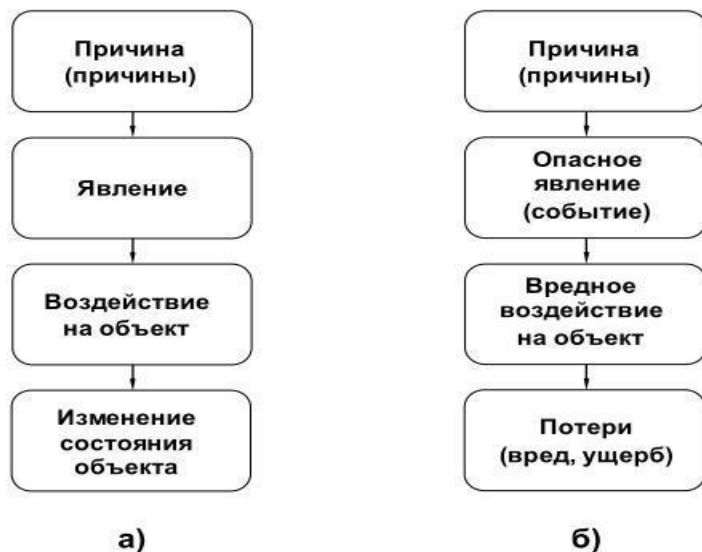 Причина
(причины)
Явление
Воздействие
на объект
Изменение
состояния
объекта
а)
Причина
(причины)
Опасное
явление
(событие)
Вредное
воздействие
на объект
Потери
(вред, ущерб)
б)